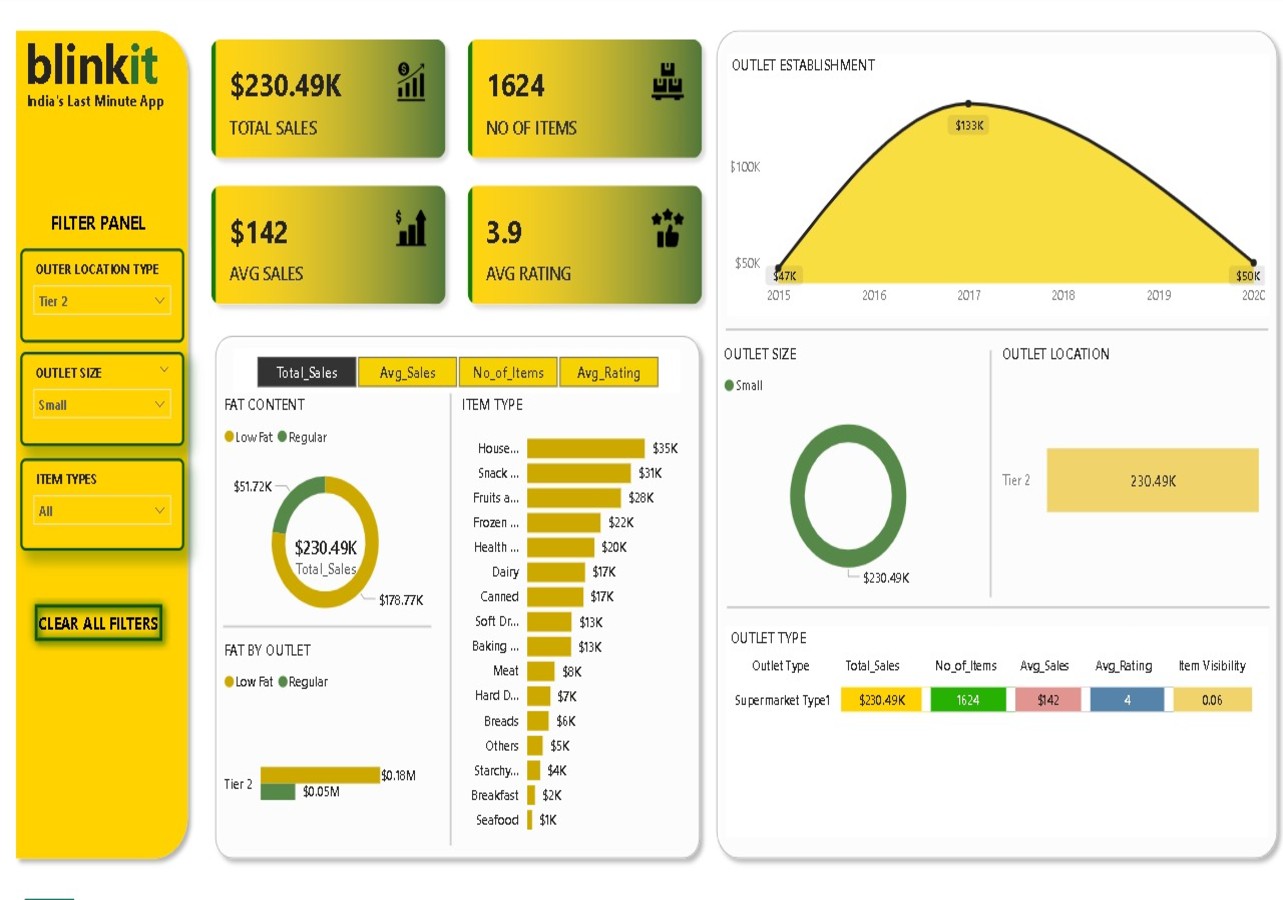 blinkit
India's Last Minute App
FILTER PANEL
OUTER LOCATION TYPE
Tier 2
OUTLET SIZE
Small
ITEM TYPES
All
CLEAR ALL FILTERS
$230.49K
TOTAL SALES
1624
NO OF ITEMS
$142
AVG SALES
3.9
AVG RATING
Total_Sales Avg_Sales No_of_Items Avg_Rating
FAT CONTENT
Low Fat Regular
$51.72K
$230.49K
Total_Sales
$178.77K
FAT BY OUTLET
Low Fat Regular
Tier 2
$0.18M
$0.05M
ITEM TYPE
House... $35K
Snack ... $31K
Fruits a... $28K
Frozen ... $22K
Health ... $20K
Dairy $17K
Canned $17K
Soft Dr... $13K
Baking ... $13K
Meat $8K
Hard D... $7K
Breads $6K
Others $5K
Starchy... $4K
Breakfast $2K
Seafood $1K
OUTLET ESTABLISHMENT
$133K
$100K
$50K
$47K
$50K
2015 2016 2017 2018 2019 2020
OUTLET SIZE
Small
$230.49K
OUTLET LOCATION
Tier 2 230.49K
OUTLET TYPE
Outlet Type Total_Sales No_of_Items Avg_Sales Avg_Rating Item Visibility
Supermarket Type1 $230.49K 1624 $142 4 0.06